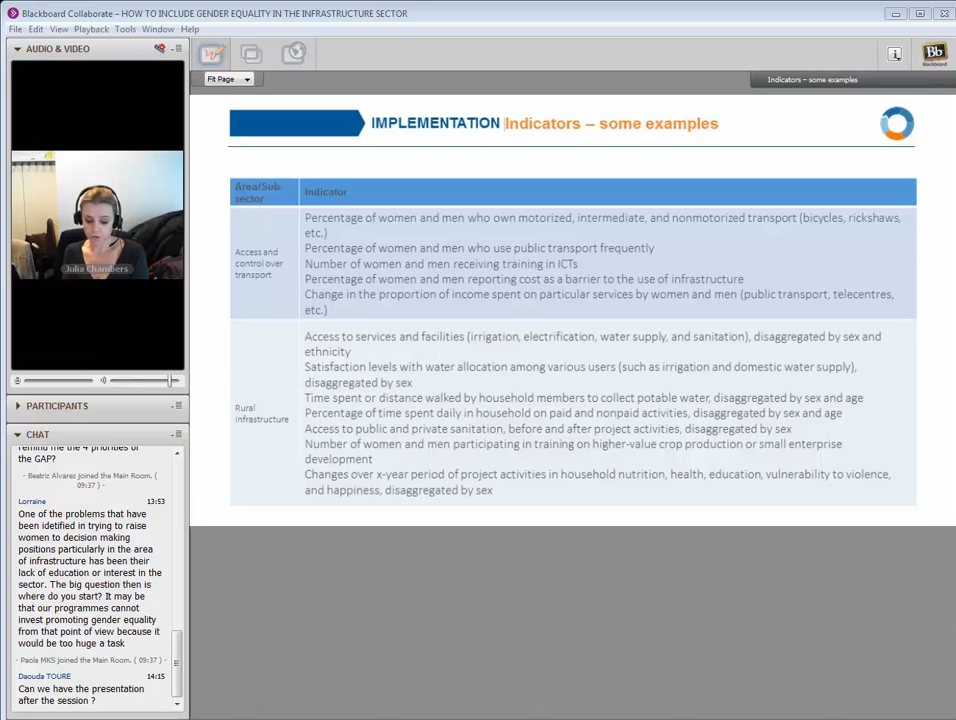 Blackboard Collaborate – HOW TO INCLUDE GENDER EQUALITY IN THE INFRASTRUCTURE SECTOR
File Edit View Playback Tools Window Help
AUDIO & VIDEO
Julia Chambers
PARTICIPANTS
CHAT
remind me the 4 priorities of
the GAP?
- Beatriz Alvarez joined the Main Room. (
09:37 ) -
Lorraine 13:53
One of the problems that have
been idetified in trying to raise
women to decision making
positions particularly in the area
of infrastructure has been their
lack of education or interest in the
sector. The big question then is
where do you start? It may be
that our programmes cannot
invest promoting gender equality
from that point of view because it
would be too huge a task
- Paola MKS joined the Main Room. ( 09:37 ) -
Daouda TOURE 14:15
Can we have the presentation
after the session ?
Fit Page
Indicators – some examples
Bb
Blackboard
IMPLEMENTATION |Indicators – some examples
Area/Sub-
sector
Indicator
Access and
control over
transport
Percentage of women and men who own motorized, intermediate, and nonmotorized transport (bicycles, rickshaws,
etc.)
Percentage of women and men who use public transport frequently
Number of women and men receiving training in ICTs
Percentage of women and men reporting cost as a barrier to the use of infrastructure
Change in the proportion of income spent on particular services by women and men (public transport, telecentres,
etc.)
Rural
infrastructure
Access to services and facilities (irrigation, electrification, water supply, and sanitation), disaggregated by sex and
ethnicity
Satisfaction levels with water allocation among various users (such as irrigation and domestic water supply),
disaggregated by sex
Time spent or distance walked by household members to collect potable water, disaggregated by sex and age
Percentage of time spent daily in household on paid and nonpaid activities, disaggregated by sex and age
Access to public and private sanitation, before and after project activities, disaggregated by sex
Number of women and men participating in training on higher-value crop production or small enterprise
development
Changes over x-year period of project activities in household nutrition, health, education, vulnerability to violence,
and happiness, disaggregated by sex